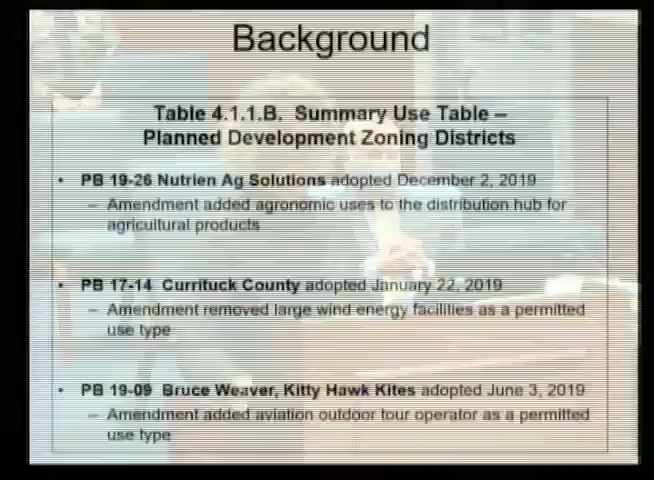 Background
Table 4.1.1.B. Summary Use Table –
Planned Development Zoning Districts
• PB 19-26 Nutrien Ag Solutions adopted December 2, 2019
– Amendment added agronomic uses to the distribution hub for
agricultural products
• PB 17-14 Currituck County adopted January 22, 2019
– Amendment removed large wind energy facilities as a permitted
use type
• PB 19-09 Bruce Weaver, Kitty Hawk Kites adopted June 3, 2019
– Amendment added aviation outdoor tour operator as a permitted
use type